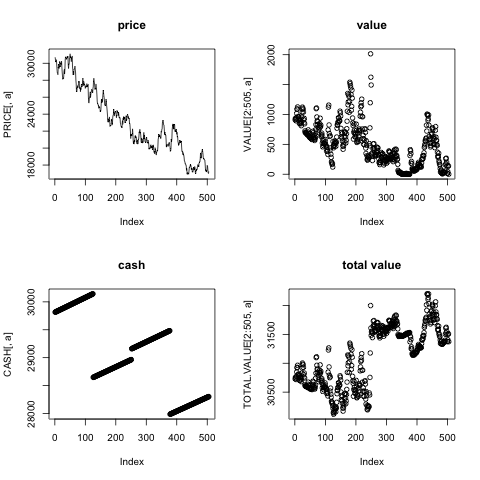 price
PRICE[, a]
18000 24000 30000
0 100 200 300 400 500
Index
value
VALUE[2:505, a]
0 500 1000 2000
0 100 200 300 400 500
Index
cash
CASH[, a]
28000 29000 30000
0 100 200 300 400 500
Index
total value
TOTAL.VALUE[2:505, a]
30500 31500
0 100 200 300 400 500
Index